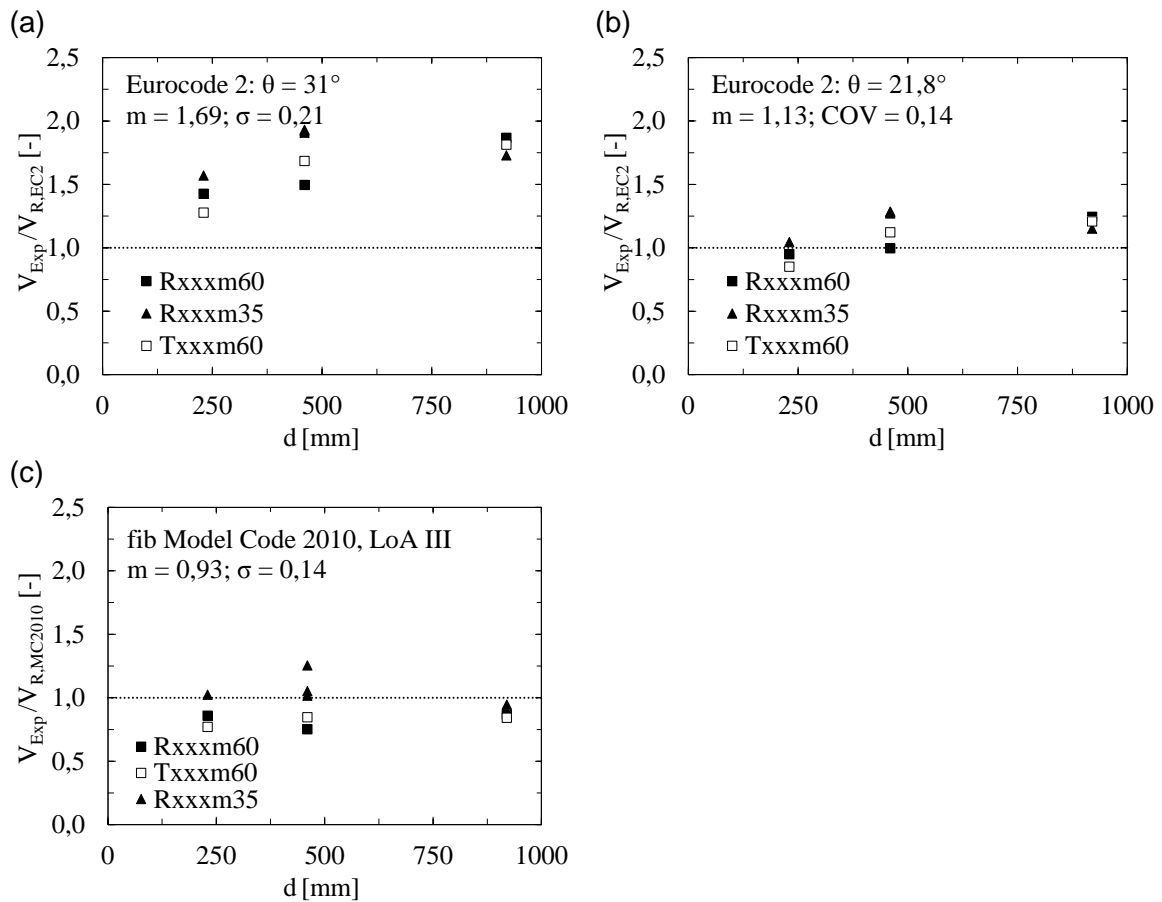 (a)
2,5
2,0
1,5
1,0
0,5
0,0
V_Exp/V_R,EC2 [-]
Eurocode 2: θ = 31°
m = 1,69; σ = 0,21
Rxxxm60
Rxxxm35
Txxxm60
0 250 500 750 1000
d [mm]
(b)
2,5
2,0
1,5
1,0
0,5
0,0
V_Exp/V_R,EC2 [-]
Eurocode 2: θ = 21,8°
m = 1,13; COV = 0,14
Rxxxm60
Rxxxm35
Txxxm60
0 250 500 750 1000
d [mm]
(c)
2,5
2,0
1,5
1,0
0,5
0,0
V_Exp/V_R,MC2010 [-]
fib Model Code 2010, LoA III
m = 0,93; σ = 0,14
Rxxxm60
Txxxm60
Rxxxm35
0 250 500 750 1000
d [mm]